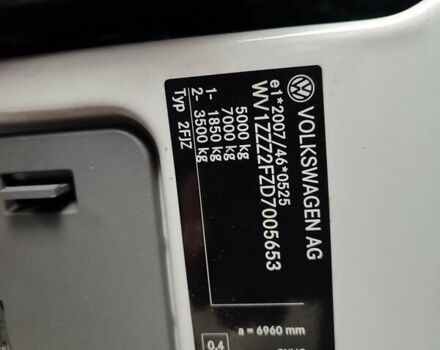 VOLKSWAGEN AG
e1*2007/46*0525
WV1ZZZ2FZD7005653
5000 kg
7000 kg
1- 1850 kg
2- 3500 kg
Typ 2FJZ
a = 6960 mm
0.4